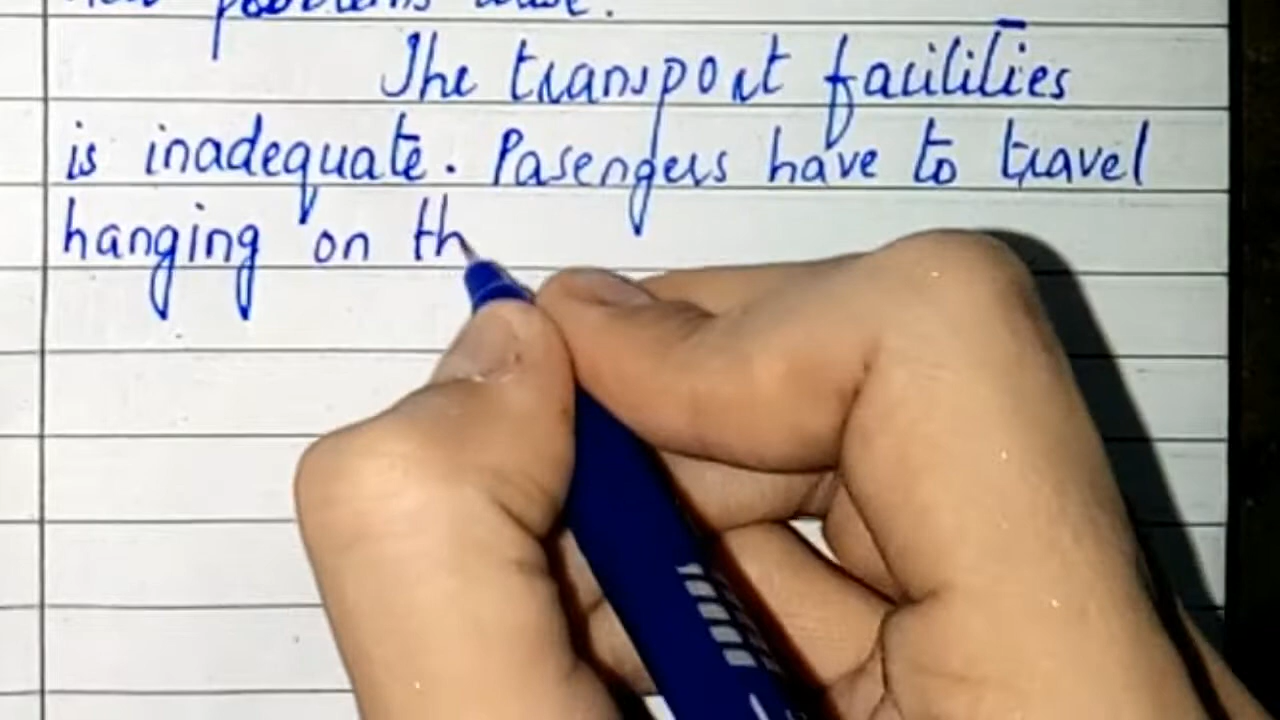 The transport facilities
is inadequate. Pasengers have to travel
hanging on th